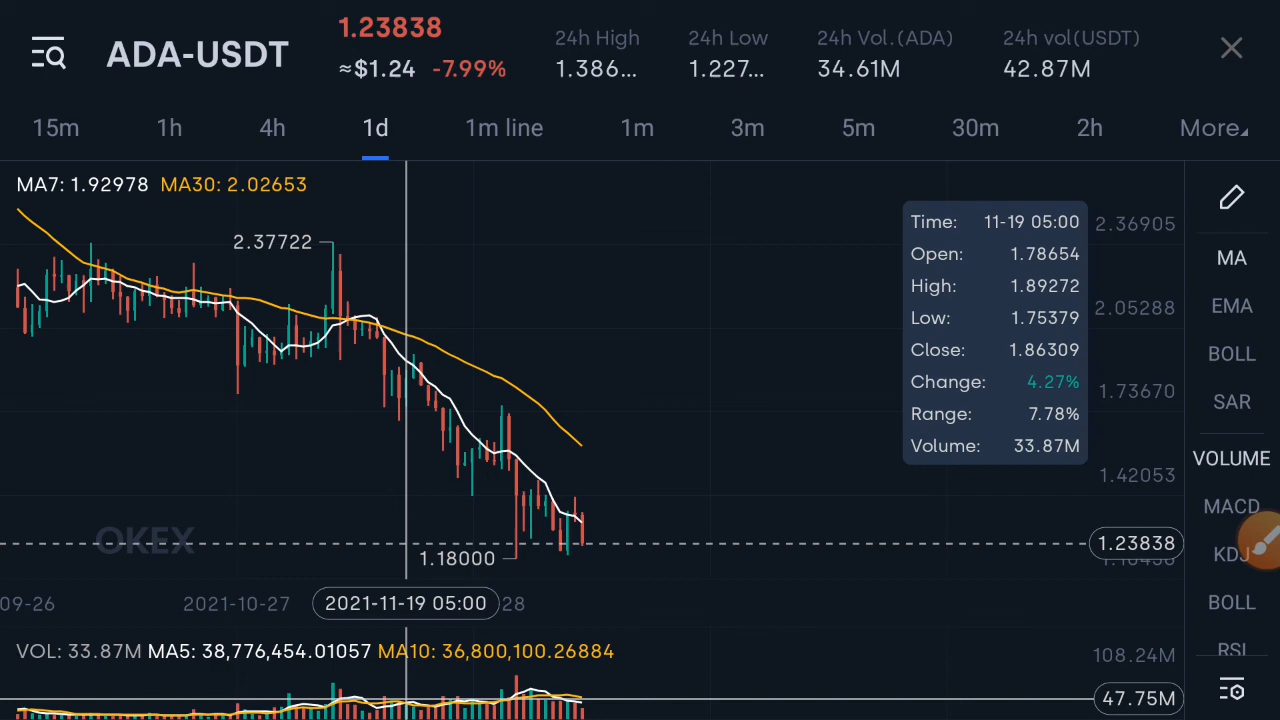 ADA-USDT
1.23838
≈$1.24 -7.99%
24h High
1.386...
24h Low
1.227...
24h Vol.(ADA)
34.61M
24h vol(USDT)
42.87M
15m 1h 4h 1d 1m line 1m 3m 5m 30m 2h More
MA7: 1.92978 MA30: 2.02653
2.37722
1.18000
OKEX
Time: 11-19 05:00
Open: 1.78654
High: 1.89272
Low: 1.75379
Close: 1.86309
Change: 4.27%
Range: 7.78%
Volume: 33.87M
2.36905
2.05288
1.73670
1.42053
1.23838
MA
EMA
BOLL
SAR
VOLUME
MACD
KDJ
BOLL
RSI
09-26 2021-10-27 2021-11-19 05:00 28
VOL: 33.87M MA5: 38,776,454.01057 MA10: 36,800,100.26884
108.24M
47.75M